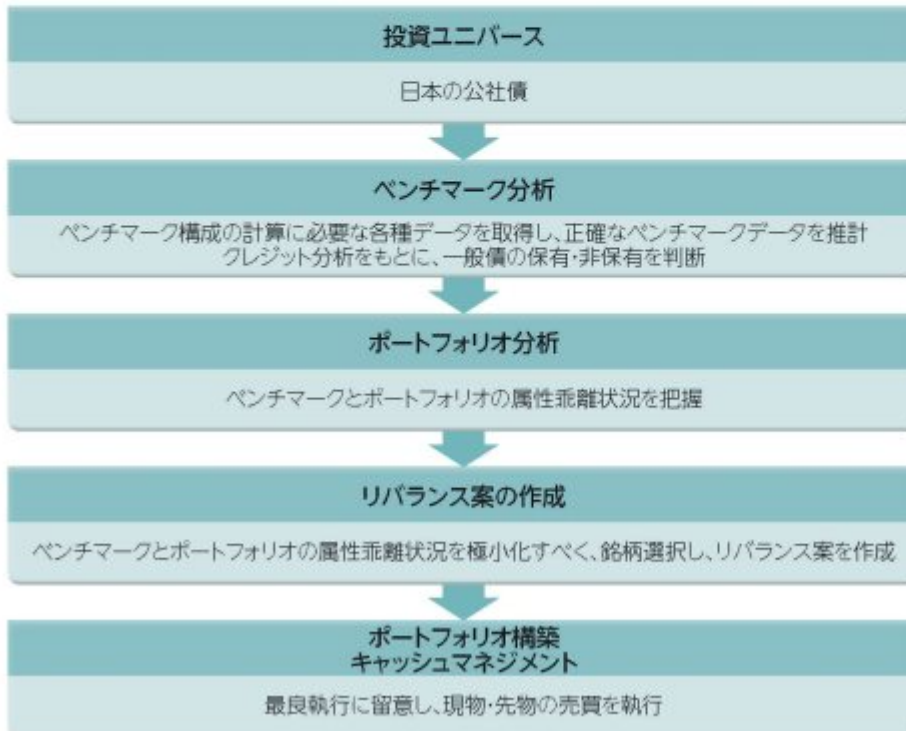 投資ユニバース
日本の公社債
ベンチマーク分析
ベンチマーク構成の計算に必要な各種データを取得し、正確なベンチマークデータを推計
クレジット分析をもとに、一般債の保有・非保有を判断
ポートフォリオ分析
ベンチマークとポートフォリオの属性乖離状況を把握
リバランス案の作成
ベンチマークとポートフォリオの属性乖離状況を極小化すべく、銘柄選択し、リバランス案を作成
ポートフォリオ構築
キャッシュマネジメント
最良執行に留意し、現物・先物の売買を執行